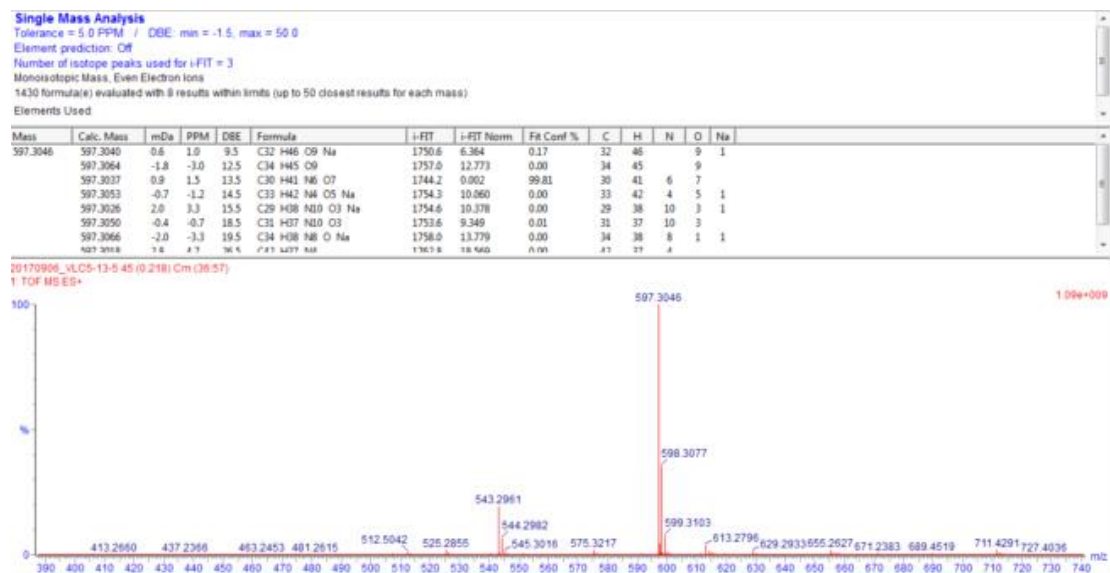 Single Mass Analysis
Tolerance = 5.0 PPM / DBE: min = -1.5, max = 50.0
Element prediction: Off
Number of isotope peaks used for i-FIT = 3
Monoisotopic Mass, Even Electron Ions
1430 formula(e) evaluated with 8 results within limits (up to 50 closest results for each mass)
Elements Used:
Mass Calc. Mass mDa PPM DBE Formula i-FIT i-FIT Norm Fit Conf % C H N O Na
597.3046 597.3040 0.6 1.0 9.5 C32 H46 O9 Na 1750.6 6.364 0.17 32 46 9 1
597.3064 -1.8 -3.0 12.5 C34 H45 O9 1757.0 12.773 0.00 34 45 9
597.3037 0.9 1.5 13.5 C30 H41 N6 O7 1744.2 0.002 99.81 30 41 6 7
597.3053 -0.7 -1.2 14.5 C33 H42 N4 O5 Na 1754.3 10.060 0.00 33 42 4 5 1
597.3026 2.0 3.3 15.5 C29 H38 N10 O3 Na 1754.6 10.378 0.00 29 38 10 3 1
597.3050 -0.4 -0.7 18.5 C31 H37 N10 O3 1753.6 9.349 0.01 31 37 10 3
597.3066 -2.0 -3.3 19.5 C34 H38 N8 O Na 1758.0 13.779 0.00 34 38 8 1 1
20170906_VLC5-13-5 45 (0.218) Cm (36:57)
1: TOF MS ES+
1.09e+009
100
597.3046
%
598.3077
543.2961
544.2982
599.3103
413.2660 437.2366 463.2453 481.2615 512.5042 525.2855 545.3016 575.3217 613.2796 629.2933 655.2627 671.2383 689.4519 711.4291 727.4036
0
m/z
390 400 410 420 430 440 450 460 470 480 490 500 510 520 530 540 550 560 570 580 590 600 610 620 630 640 650 660 670 680 690 700 710 720 730 740